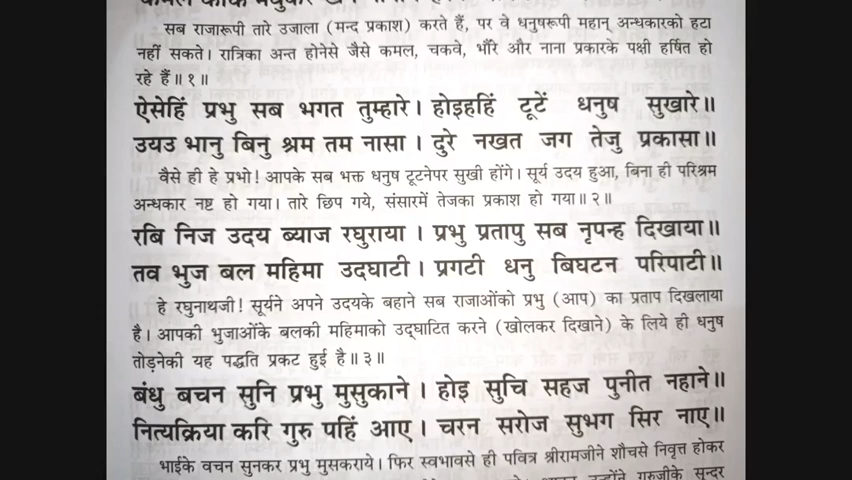 सब राजारूपी तारे उजाला (मन्द प्रकाश) करते हैं, पर वे धनुषरूपी महान् अन्धकारको हटा
नहीं सकते। रात्रिका अन्त होनेसे जैसे कमल, चकवे, भौंरे और नाना प्रकारके पक्षी हर्षित हो
रहे हैं॥१॥
ऐसेहिं प्रभु सब भगत तुम्हारे। होइहहिं टूटें धनुष सुखारे॥
उयउ भानु बिनु श्रम तम नासा। दुरे नखत जग तेजु प्रकासा॥
वैसे ही हे प्रभो! आपके सब भक्त धनुष टूटनेपर सुखी होंगे। सूर्य उदय हुआ, बिना ही परिश्रम
अन्धकार नष्ट हो गया। तारे छिप गये, संसारमें तेजका प्रकाश हो गया॥२॥
रबि निज उदय ब्याज रघुराया। प्रभु प्रतापु सब नृपन्ह दिखाया॥
तव भुज बल महिमा उदघाटी। प्रगटी धनु बिघटन परिपाटी॥
हे रघुनाथजी! सूर्यने अपने उदयके बहाने सब राजाओंको प्रभु (आप) का प्रताप दिखलाया
है। आपकी भुजाओंके बलकी महिमाको उद्घाटित करने (खोलकर दिखाने) के लिये ही धनुष
तोड़नेकी यह पद्धति प्रकट हुई है॥३॥
बंधु बचन सुनि प्रभु मुसुकाने। होइ सुचि सहज पुनीत नहाने॥
नित्यक्रिया करि गुरु पहिं आए। चरन सरोज सुभग सिर नाए॥
भाईके वचन सुनकर प्रभु मुसकराये। फिर स्वभावसे ही पवित्र श्रीरामजीने शौचसे निवृत्त होकर
उन्होंने गुरुजीके सुन्दर